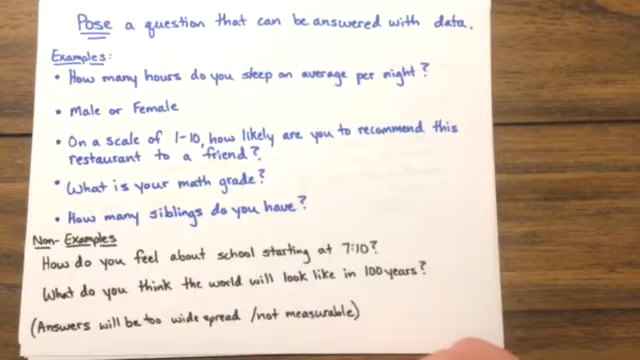 Pose a question that can be answered with data.
Examples:
• How many hours do you sleep on average per night?
• Male or Female
• On a scale of 1-10, how likely are you to recommend this
restaurant to a friend?
• What is your math grade?
• How many siblings do you have?
Non-Examples
How do you feel about school starting at 7:10?
What do you think the world will look like in 100 years?
(Answers will be too wide spread /not measurable)